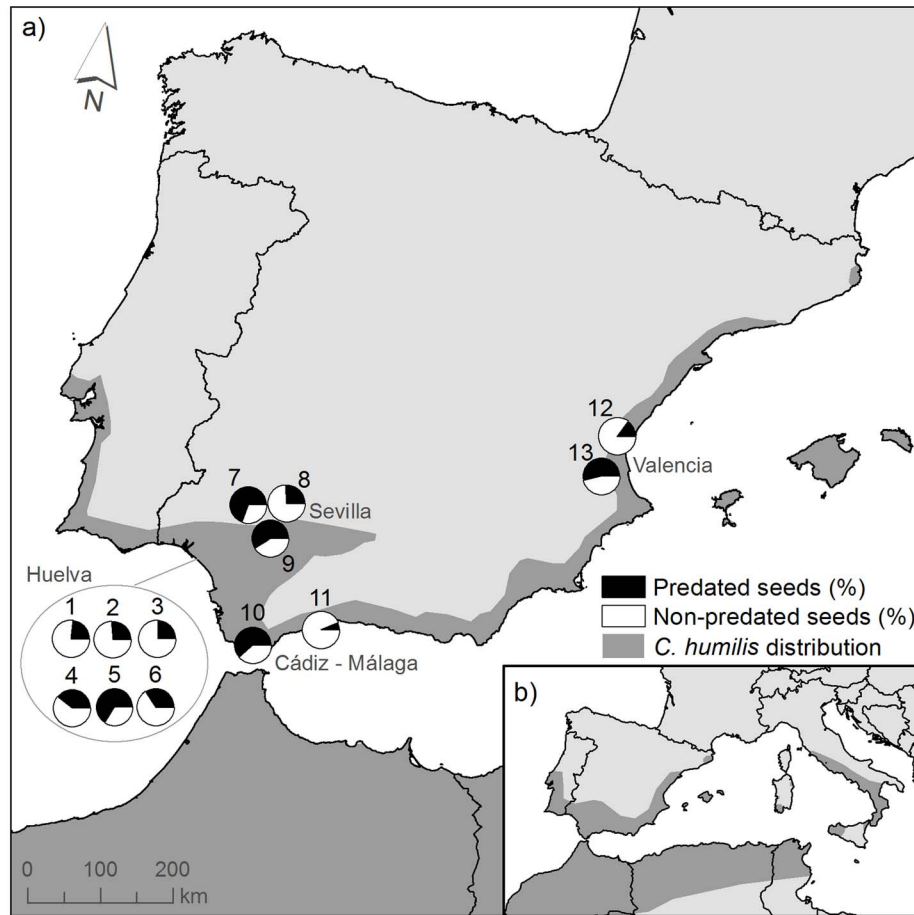 a)
N
12
13
Valencia
7
8
Sevilla
9
Huelva
1 2 3
4 5 6
10
11
Cádiz - Málaga
Predated seeds (%)
Non-predated seeds (%)
C. humilis distribution
b)
0 100 200
km